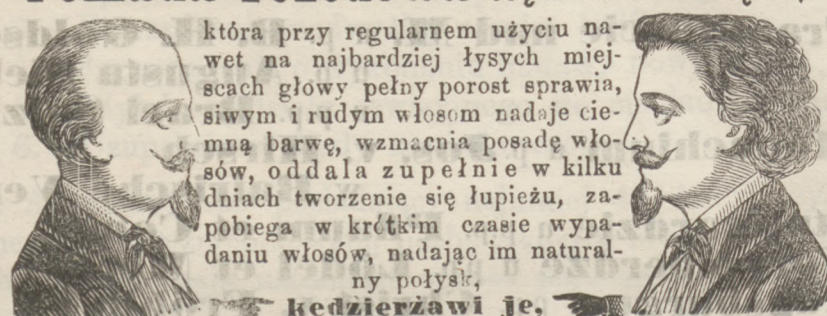 która przy regularnem użyciu na-
wet na najbardziej łysych miej-
scach głowy pełny porost sprawia,
siwym i rudym włosom nadaje cie-
mną barwę, wzmacnia posadę wło-
sów, oddala zupełnie w kilku
dniach tworzenie się łupieżu, za-
pobiega w krótkim czasie wypa-
daniu włosów, nadając im natural-
ny połysk,
kędzierżawi je,